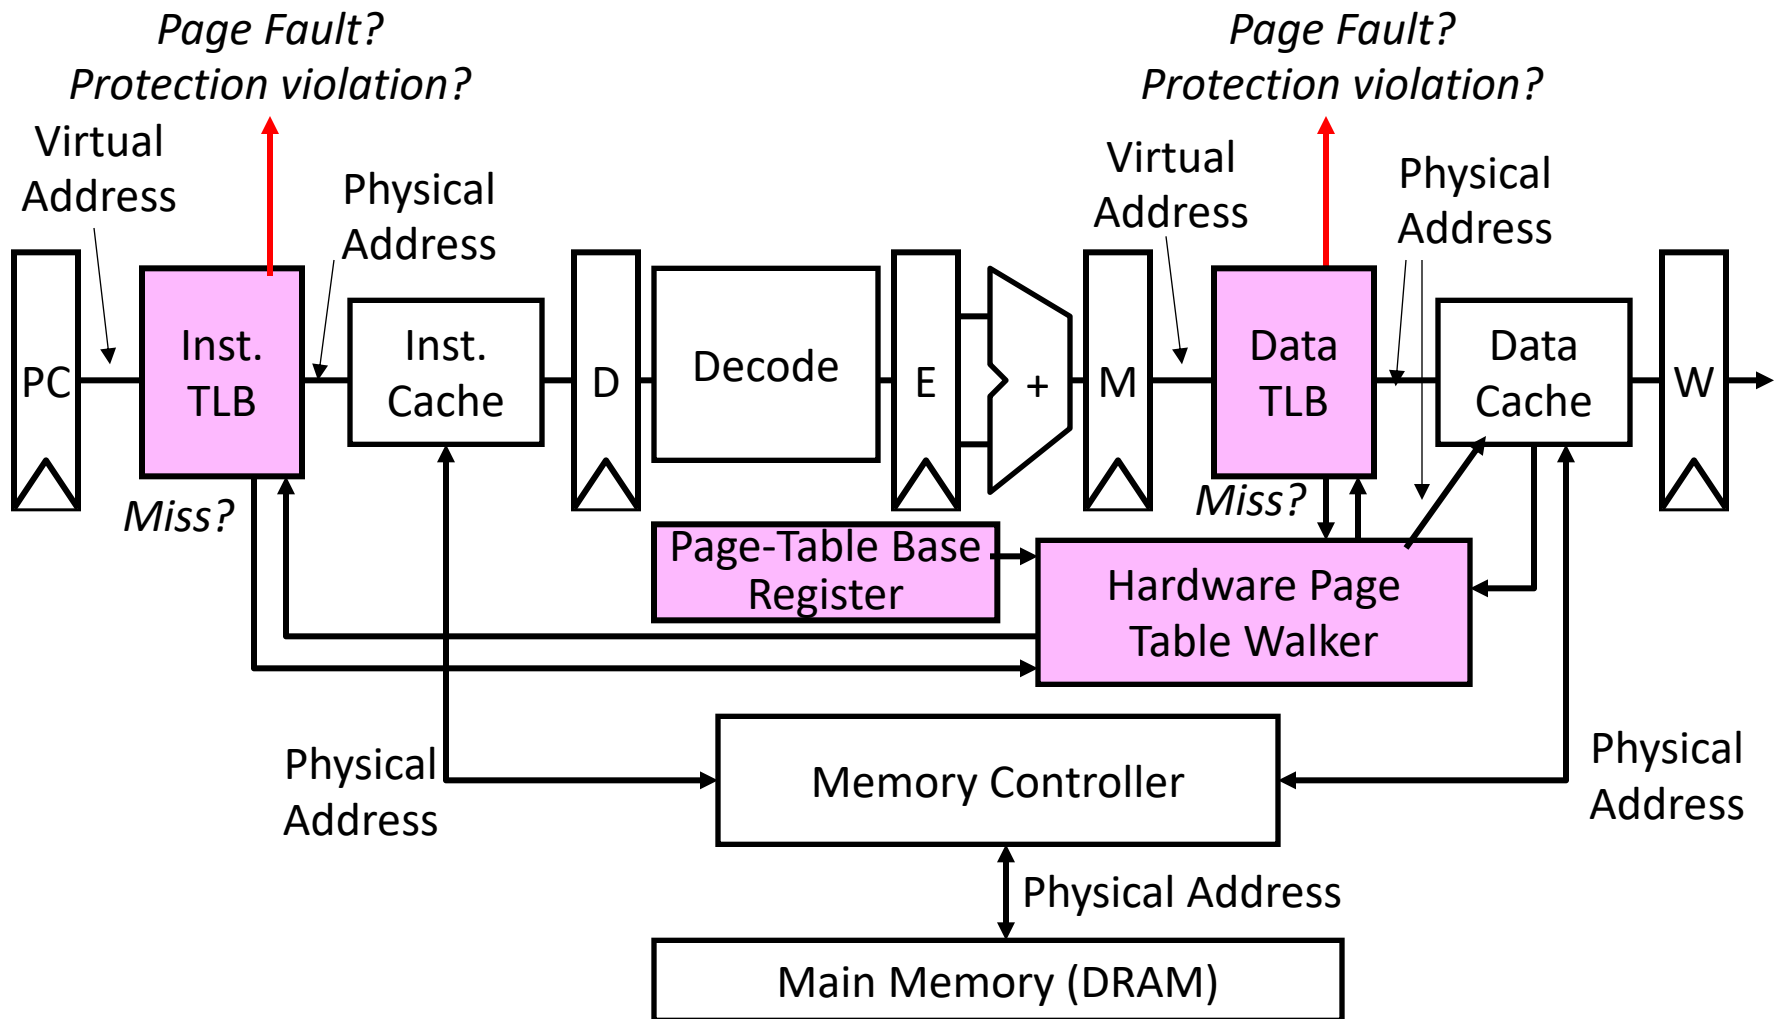 Page Fault?
Protection violation?
Page Fault?
Protection violation?
Virtual
Address
Physical
Address
Virtual
Address
Physical
Address
PC
Inst.
TLB
Inst.
Cache
D
Decode
E
+
M
Data
TLB
Data
Cache
W
Miss?
Miss?
Page-Table Base
Register
Hardware Page
Table Walker
Physical
Address
Memory Controller
Physical
Address
Physical Address
Main Memory (DRAM)